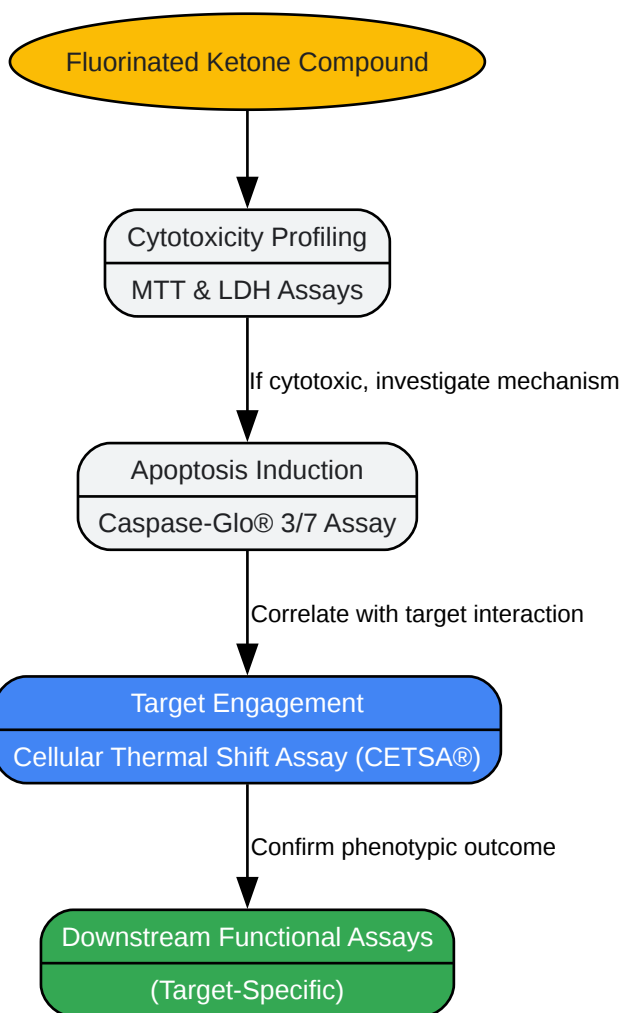 Fluorinated Ketone Compound
Cytotoxicity Profiling
MTT & LDH Assays
If cytotoxic, investigate mechanism
Apoptosis Induction
Caspase-Glo® 3/7 Assay
Correlate with target interaction
Target Engagement
Cellular Thermal Shift Assay (CETSA®)
Confirm phenotypic outcome
Downstream Functional Assays
(Target-Specific)